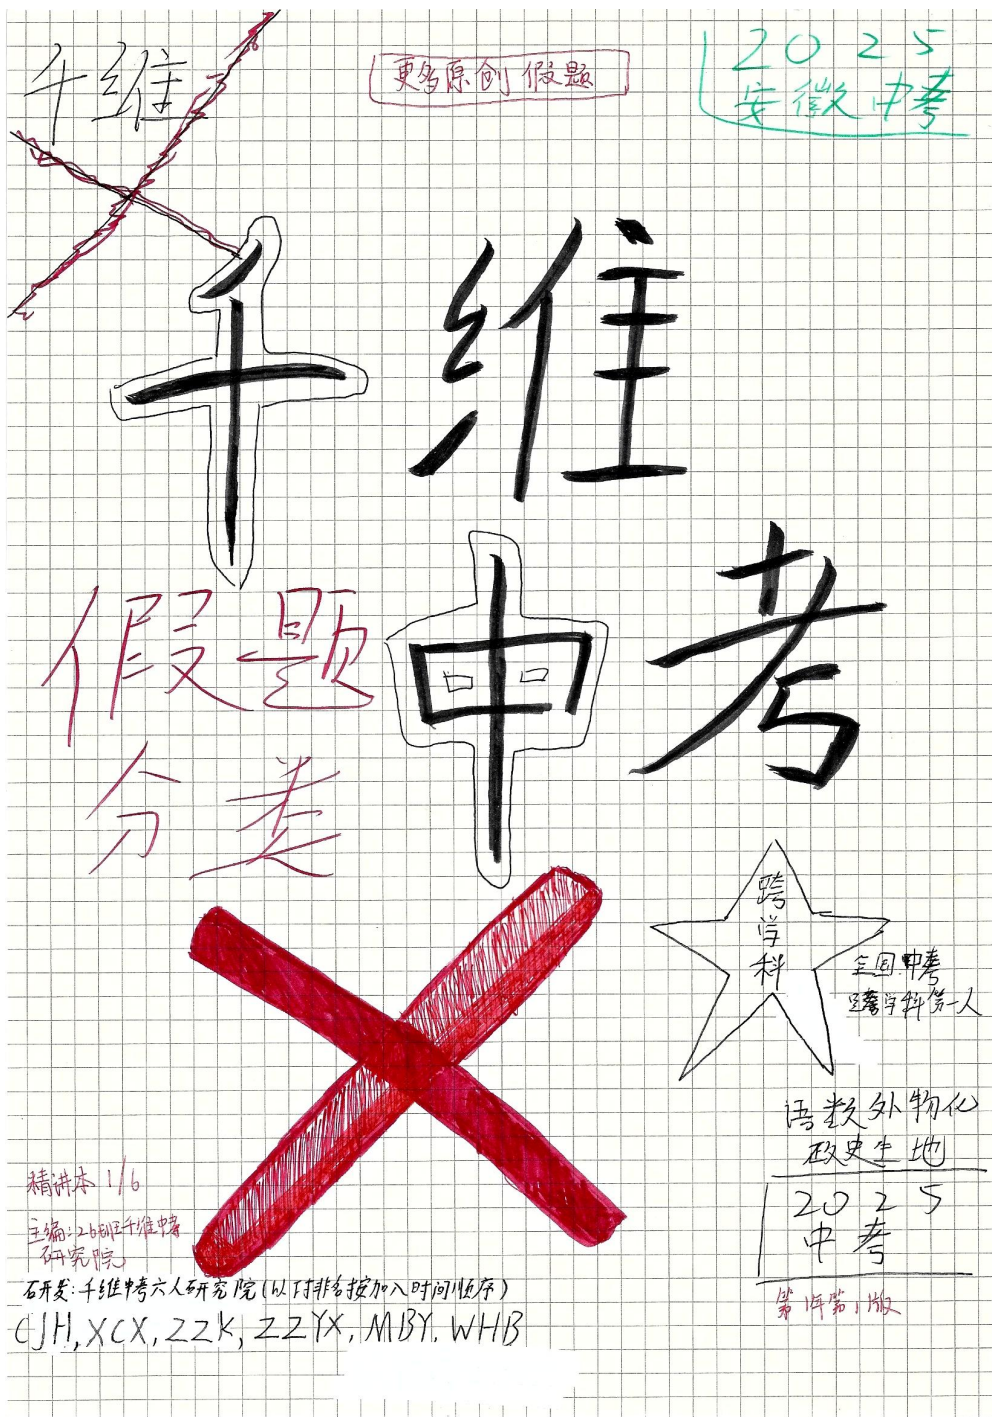 千维
更多原创假题
2025
安徽中考
千维
中考
假题
分类
跨学科
全国中考
跨学科第一人
语数外物化
政史生地
2025
中考
第1年第1版
精讲本 1/6
主编:26班千维中考
研究院
研发:千维中考六人研究院(以下排名按加入时间顺序)
CJH,XCX,ZZK,ZZYX,MBY,WHB